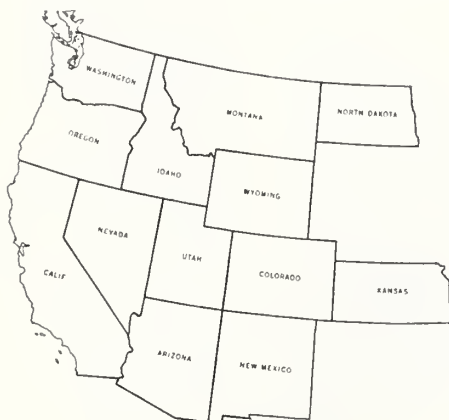 WASHINGTON
MONTANA
NORTH DAKOTA
OREGON
IDAHO
WYOMING
NEVADA
UTAH
COLORADO
CALIF
KANSAS
ARIZONA
NEW MEXICO